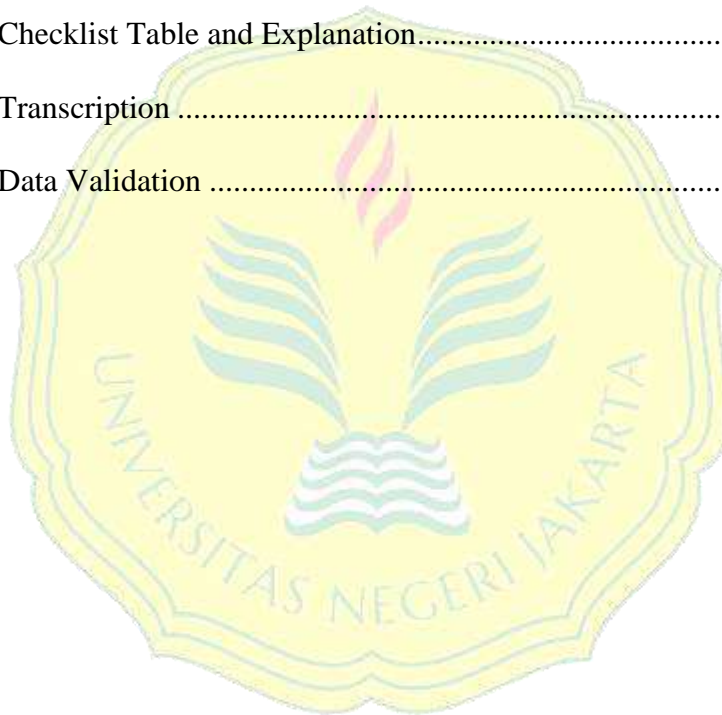 Checklist Table and Explanation......................................
Transcription ....................................................................
Data Validation ................................................................
UNIVERSITAS NEGERI JAKARTA